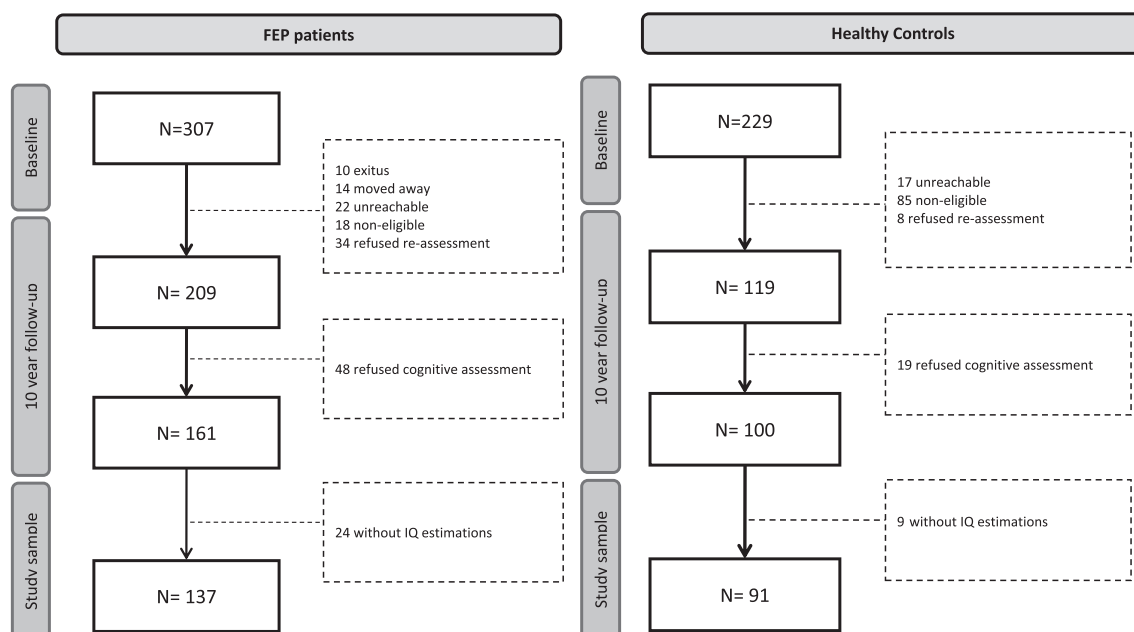 FEP patients
Baseline
N=307
10 exitus
14 moved away
22 unreachable
18 non-eligible
34 refused re-assessment
10 year follow-up
N= 209
48 refused cognitive assessment
N= 161
Study sample
24 without IQ estimations
N= 137
Healthy Controls
Baseline
N=229
17 unreachable
85 non-eligible
8 refused re-assessment
10 year follow-up
N= 119
19 refused cognitive assessment
N= 100
Study sample
9 without IQ estimations
N= 91